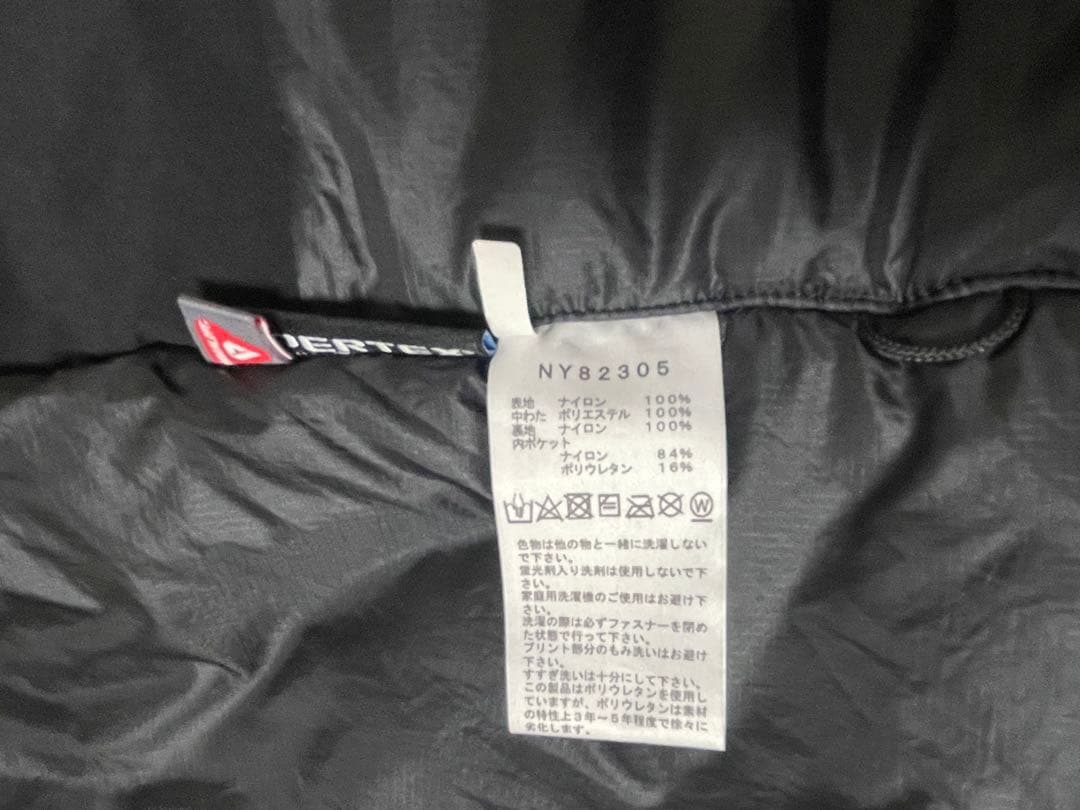 PERTEX
NY82305
表地 ナイロン 100%
中わた ポリエステル 100%
裏地 ナイロン 100%
内ポケット
ナイロン 84%
ポリウレタン 16%
W
色物は他の物と一緒に洗濯しない
で下さい。
蛍光剤入り洗剤は使用しないで下
さい。
家庭用洗濯機のご使用はお避け下
さい。
洗濯の際は必ずファスナーを閉め
た状態で行って下さい。
プリント部分のもみ洗いはお避け
下さい。
すすぎ洗いは十分にして下さい。
この製品はポリウレタンを使用し
ていますが、ポリウレタンは素材
の特性上3年～5年程度で徐々に
劣化します。